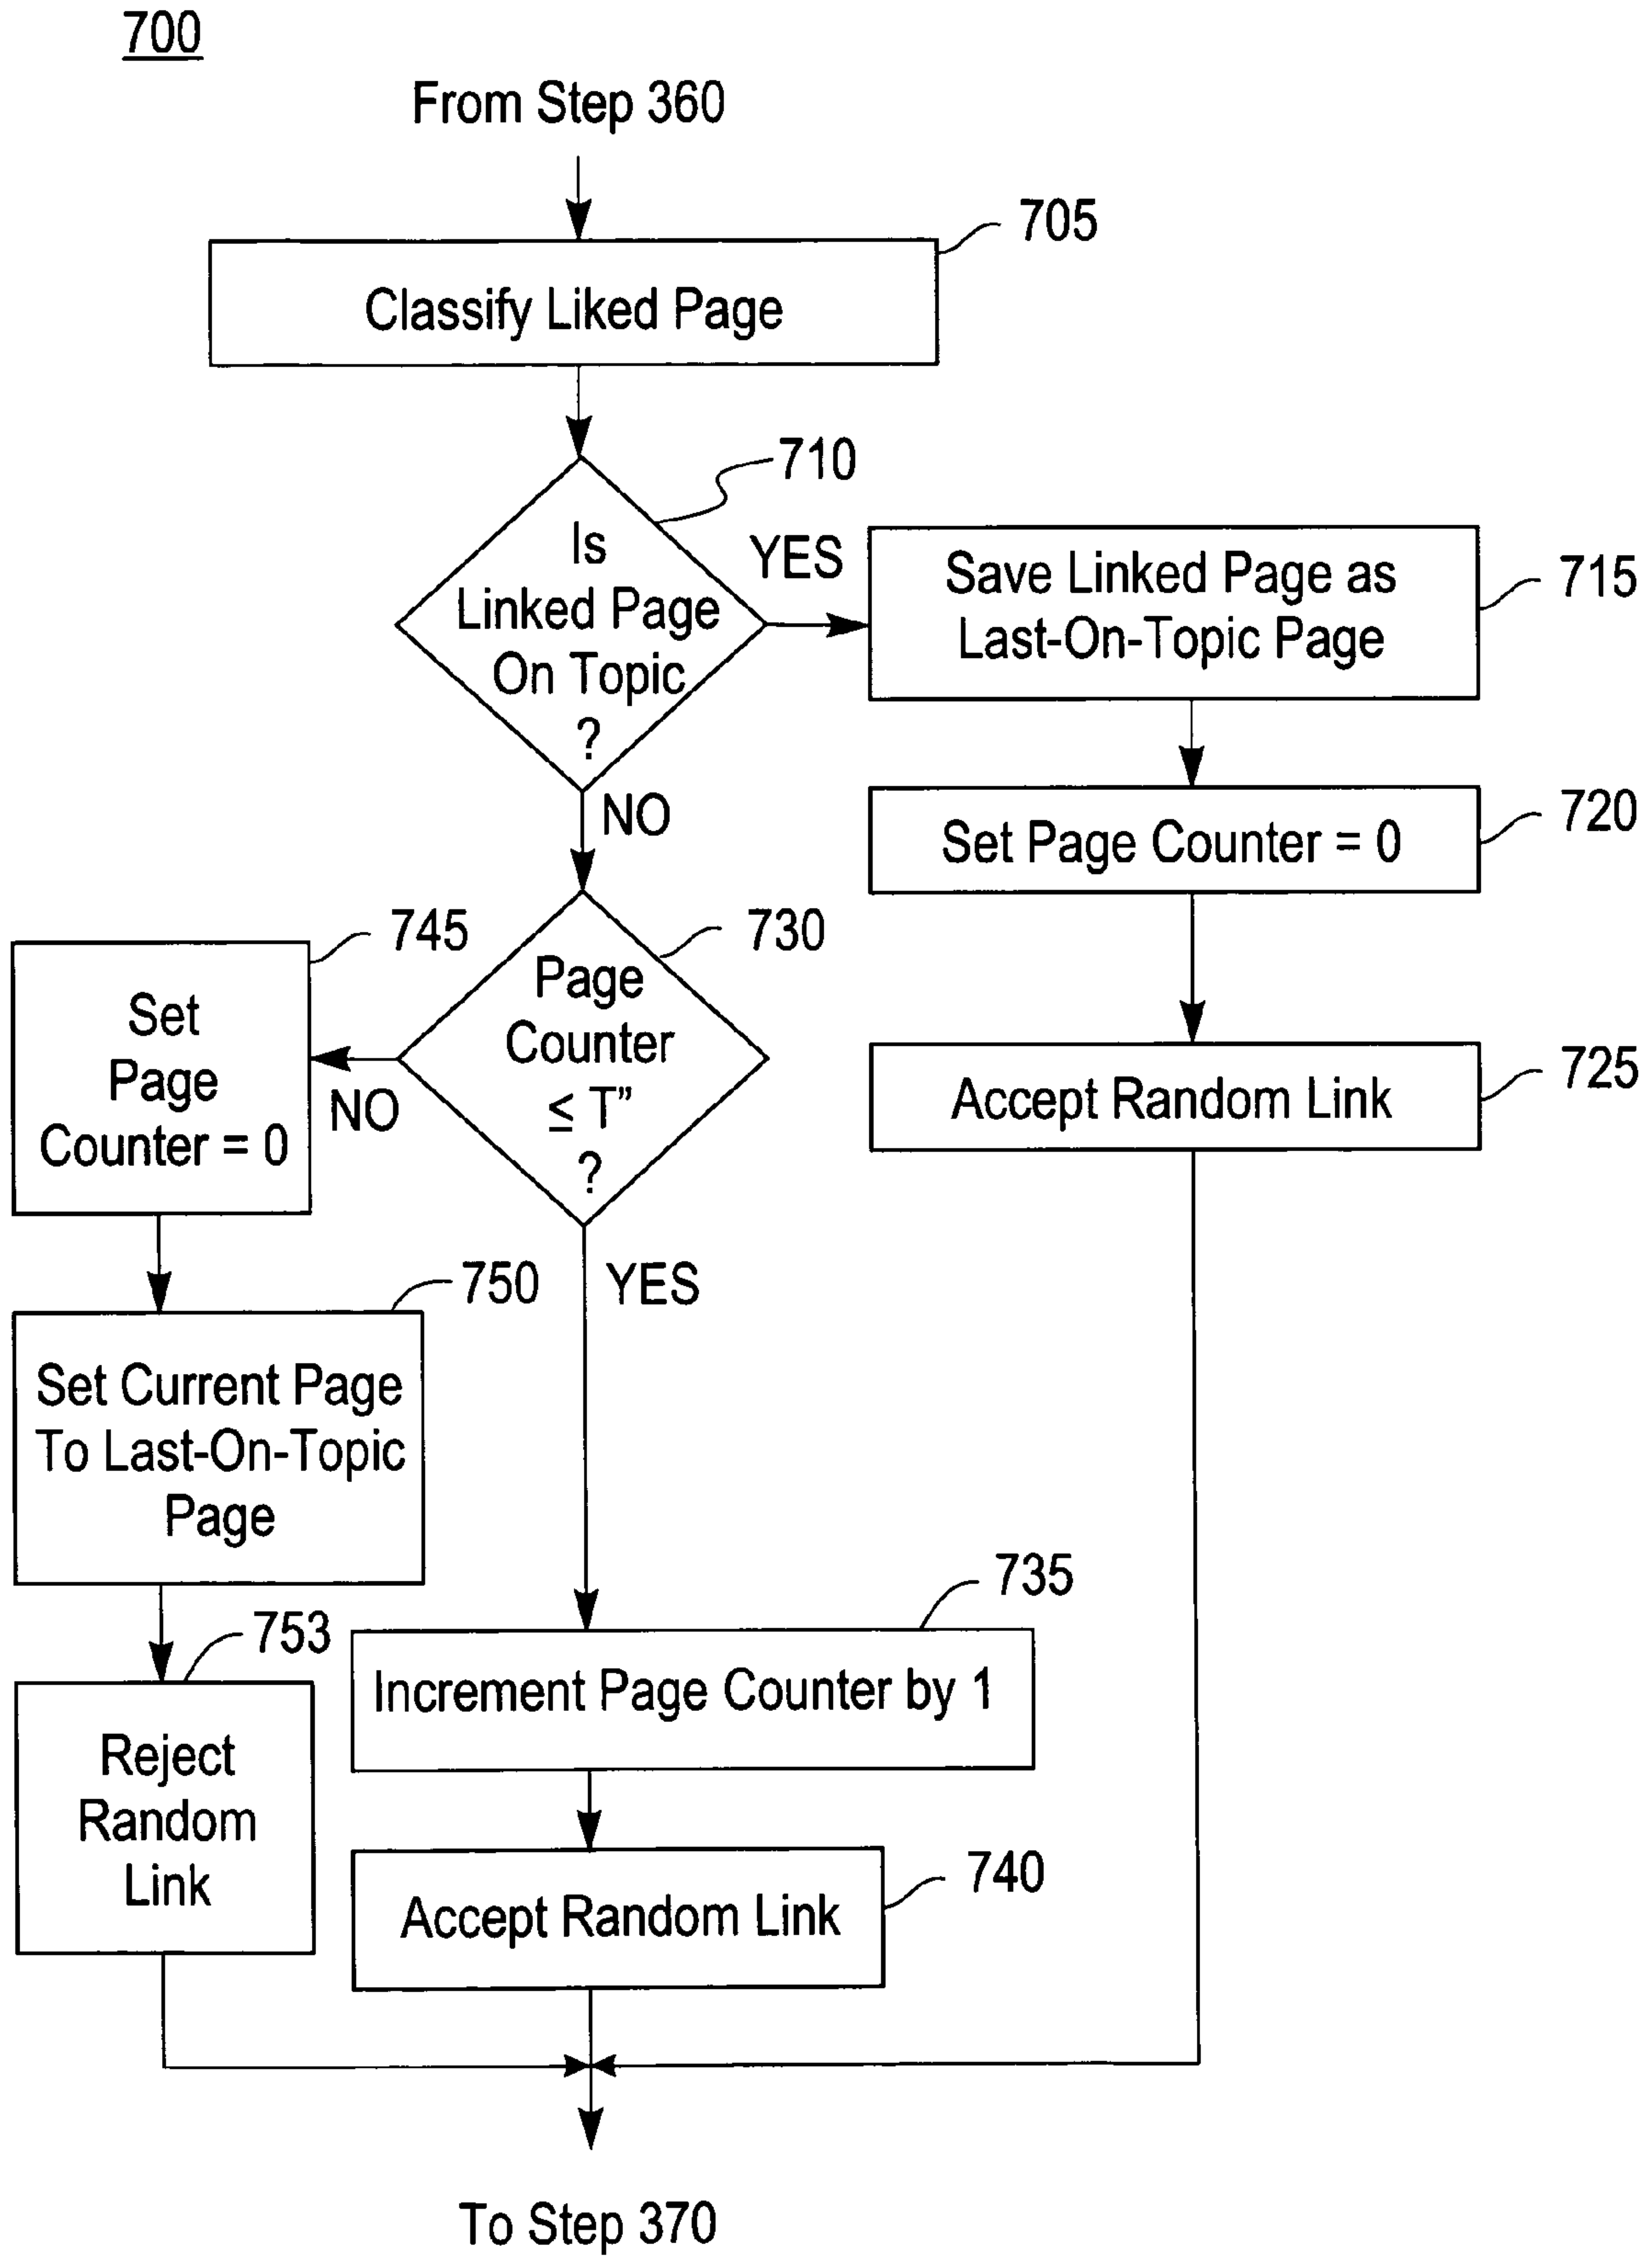 700
From Step 360
705
Classify Liked Page
710
Is
Linked Page
On Topic
?
YES
Save Linked Page as
Last-On-Topic Page
715
NO
Set Page Counter = 0
720
745
730
Set
Page
Counter = 0
NO
Page
Counter
≤ T”
?
Accept Random Link
725
750
YES
Set Current Page
To Last-On-Topic
Page
735
753
Increment Page Counter by 1
Reject
Random
Link
740
Accept Random Link
To Step 370